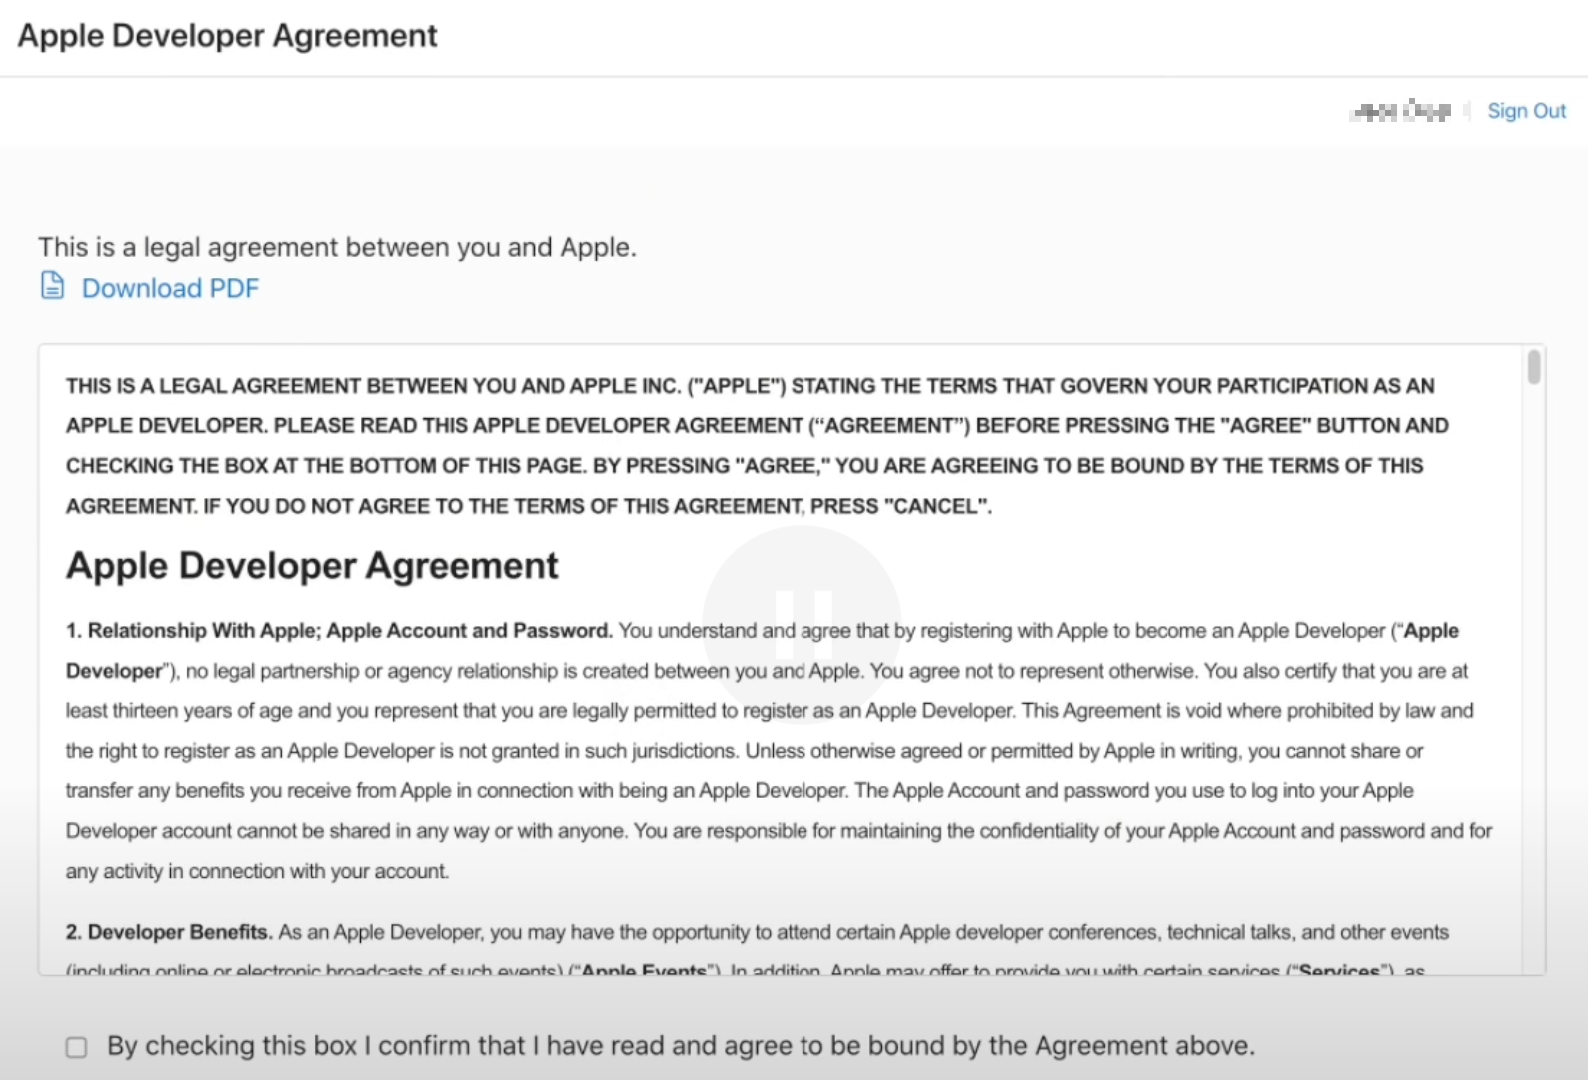 Apple Developer Agreement
Sign Out
This is a legal agreement between you and Apple.
Download PDF
THIS IS A LEGAL AGREEMENT BETWEEN YOU AND APPLE INC. ("APPLE") STATING THE TERMS THAT GOVERN YOUR PARTICIPATION AS AN
APPLE DEVELOPER. PLEASE READ THIS APPLE DEVELOPER AGREEMENT (“AGREEMENT”) BEFORE PRESSING THE "AGREE" BUTTON AND
CHECKING THE BOX AT THE BOTTOM OF THIS PAGE. BY PRESSING "AGREE," YOU ARE AGREEING TO BE BOUND BY THE TERMS OF THIS
AGREEMENT. IF YOU DO NOT AGREE TO THE TERMS OF THIS AGREEMENT, PRESS "CANCEL".
Apple Developer Agreement
1. Relationship With Apple; Apple Account and Password. You understand and agree that by registering with Apple to become an Apple Developer (“Apple
Developer”), no legal partnership or agency relationship is created between you and Apple. You agree not to represent otherwise. You also certify that you are at
least thirteen years of age and you represent that you are legally permitted to register as an Apple Developer. This Agreement is void where prohibited by law and
the right to register as an Apple Developer is not granted in such jurisdictions. Unless otherwise agreed or permitted by Apple in writing, you cannot share or
transfer any benefits you receive from Apple in connection with being an Apple Developer. The Apple Account and password you use to log into your Apple
Developer account cannot be shared in any way or with anyone. You are responsible for maintaining the confidentiality of your Apple Account and password and for
any activity in connection with your account.
2. Developer Benefits. As an Apple Developer, you may have the opportunity to attend certain Apple developer conferences, technical talks, and other events
(including online or electronic broadcasts of such events) (“Apple Events”). In addition, Apple may offer to provide you with certain services (“Services”), as
By checking this box I confirm that I have read and agree to be bound by the Agreement above.